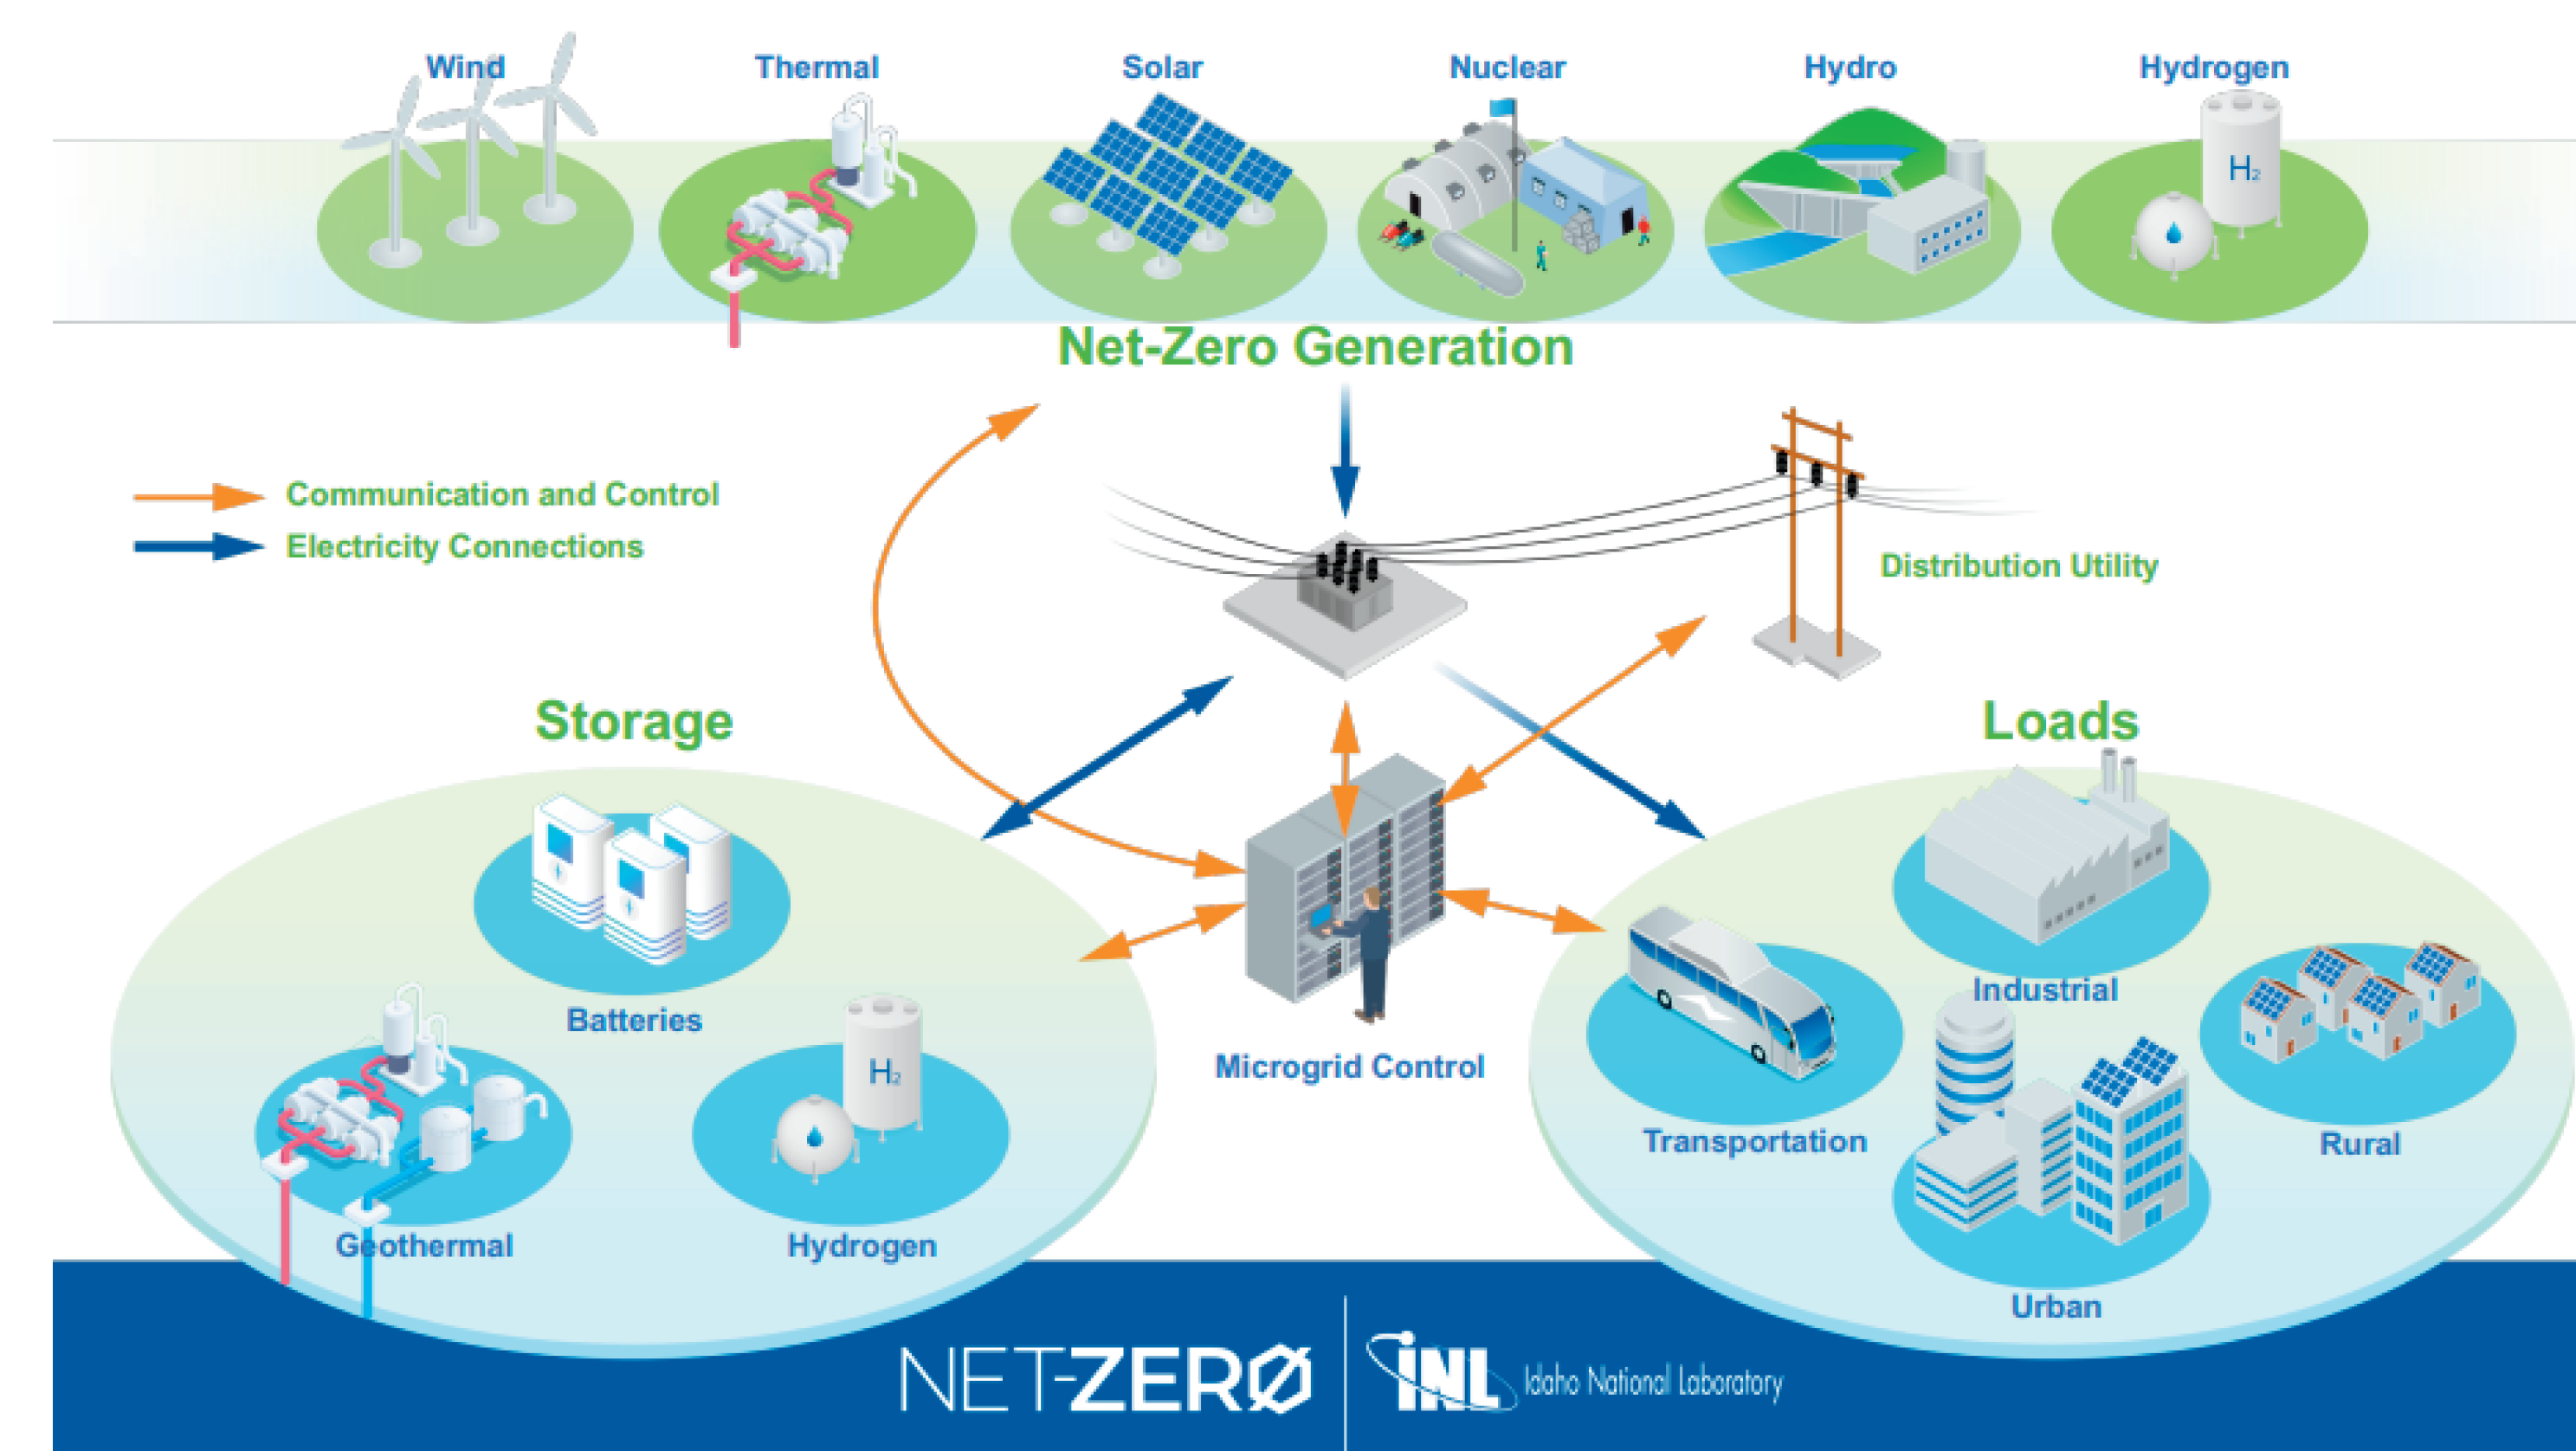 Wind
Thermal
Solar
Nuclear
Hydro
Hydrogen
H₂
Net-Zero Generation
Communication and Control
Electricity Connections
Distribution Utility
Storage
Loads
Batteries
H₂
Geothermal
Hydrogen
Microgrid Control
Industrial
Transportation
Rural
Urban
NET-ZERØ
INL Idaho National Laboratory